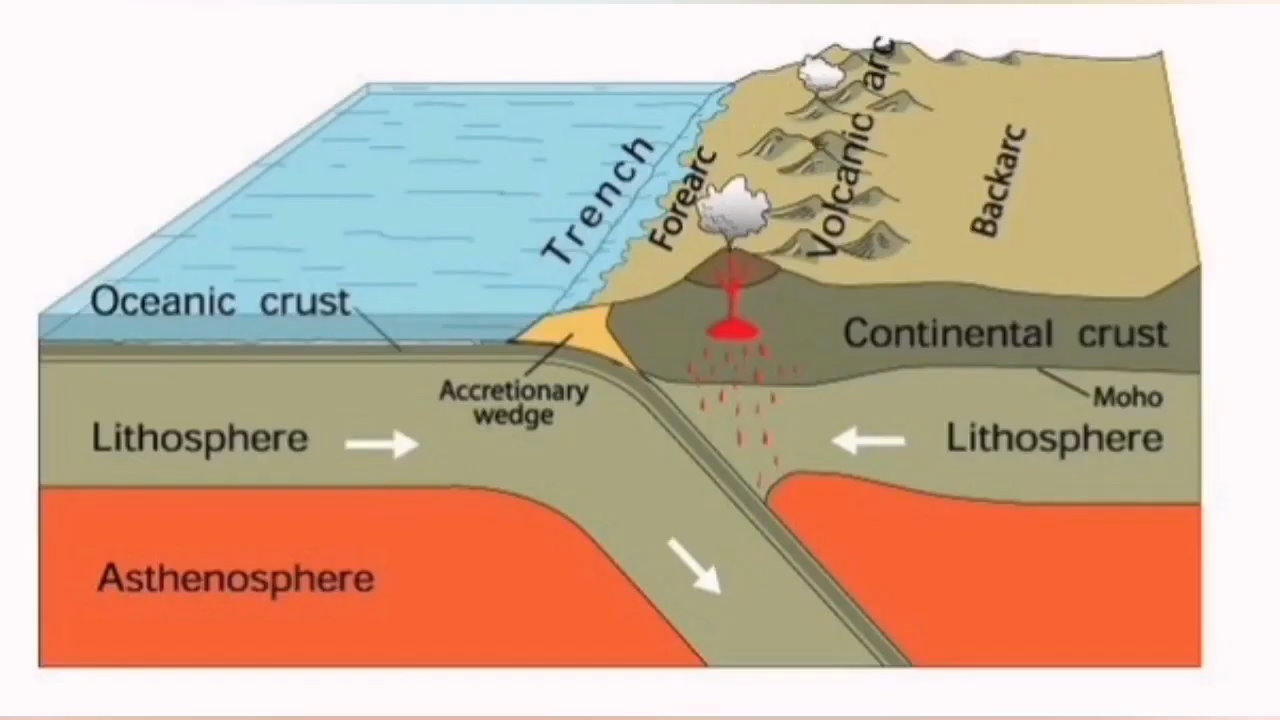 Volcanic arc
Trench
Forearc
Backarc
Oceanic crust
Continental crust
Accretionary
wedge
Moho
Lithosphere
Lithosphere
Asthenosphere